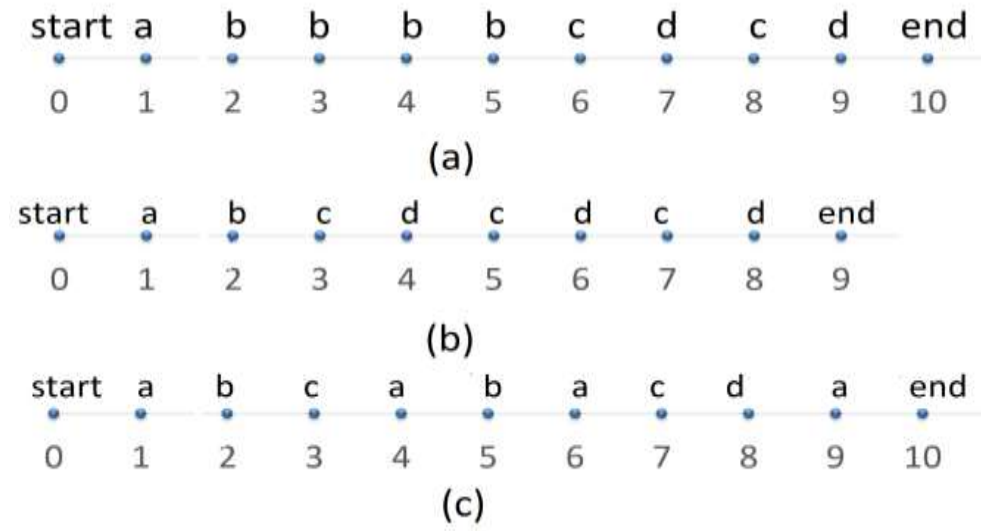 start a b b b b c d c d end
0 1 2 3 4 5 6 7 8 9 10
(a)
start a b c d c d c d end
0 1 2 3 4 5 6 7 8 9
(b)
start a b c a b a c d a end
0 1 2 3 4 5 6 7 8 9 10
(c)